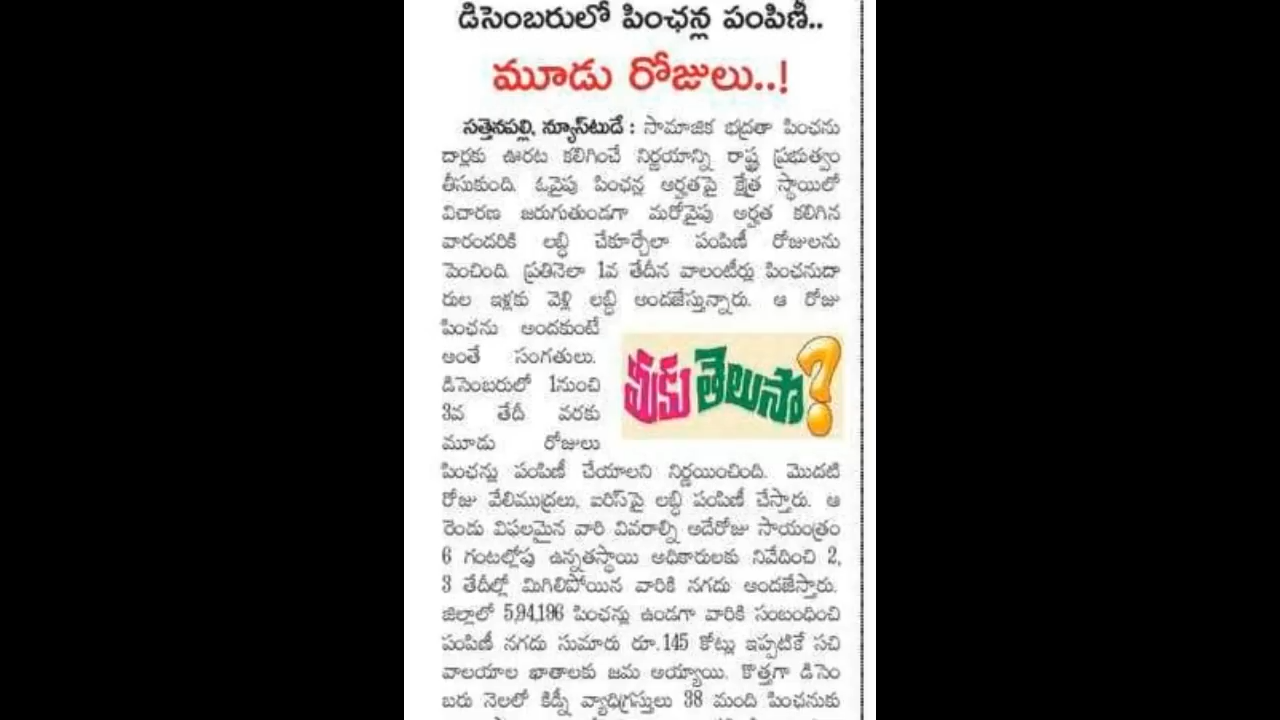 డిసెంబరులో పింఛన్ల పంపిణీ..
మూడు రోజులు..!
సత్తెనపల్లి, న్యూస్‌టుడే : సామాజిక భద్రతా పింఛను
దార్లకు ఊరట కలిగించే నిర్ణయాన్ని రాష్ట్ర ప్రభుత్వం
తీసుకుంది. ఓవైపు పింఛన్ల అర్హతపై క్షేత్ర స్థాయిలో
విచారణ జరుగుతుండగా మరోవైపు అర్హత కలిగిన
వారందరికి లబ్ధి చేకూర్చేలా పంపిణీ రోజులను
పెంచింది. ప్రతినెలా 1వ తేదీన వాలంటీర్లు పింఛనుదా
రుల ఇళ్లకు వెళ్లి లబ్ధి అందజేస్తున్నారు. ఆ రోజు
పింఛను అందకుంటే
అంతే సంగతులు.
డిసెంబరులో 1నుంచి
3వ తేదీ వరకు
మూడు రోజులు
మీకు తెలుసా?
పింఛన్లు పంపిణీ చేయాలని నిర్ణయించింది. మొదటి
రోజు వేలిముద్రలు, ఐరిస్‌పై లబ్ధి పంపిణీ చేస్తారు. ఆ
రెండు విఫలమైన వారి వివరాల్ని అదేరోజు సాయంత్రం
6 గంటల్లోపు ఉన్నతస్థాయి అధికారులకు నివేదించి 2,
3 తేదీల్లో మిగిలిపోయిన వారికి నగదు అందజేస్తారు.
జిల్లాలో 5,94,196 పింఛన్లు ఉండగా వారికి సంబంధించి
పంపిణీ నగదు సుమారు రూ.145 కోట్లు ఇప్పటికే సచి
వాలయాల ఖాతాలకు జమ అయ్యాయి. కొత్తగా డిసెం
బరు నెలలో కిడ్నీ వ్యాధిగ్రస్తులు 38 మంది పింఛనుకు